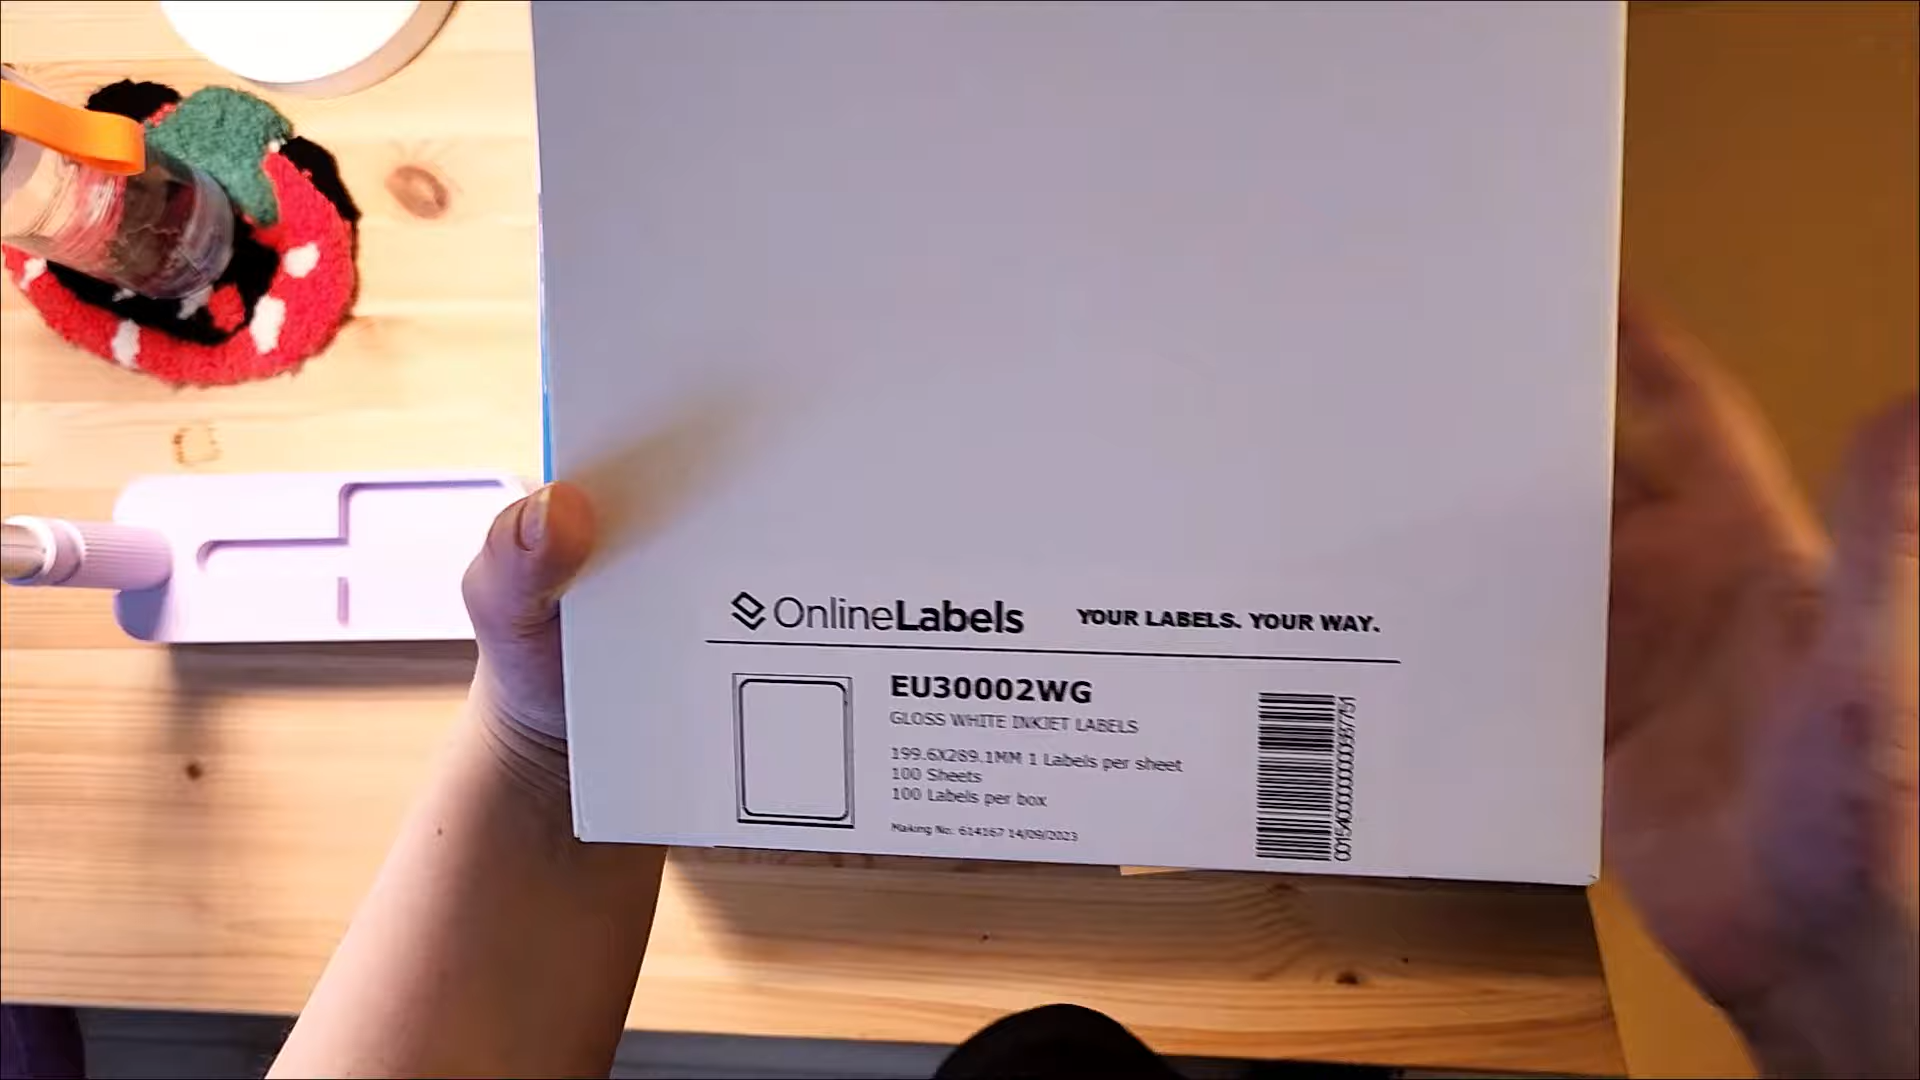 OnlineLabels YOUR LABELS. YOUR WAY.
EU30002WG
GLOSS WHITE INKJET LABELS
199.6X289.1MM 1 Labels per sheet
100 Sheets
100 Labels per box
Making No: 614167 14/09/2023